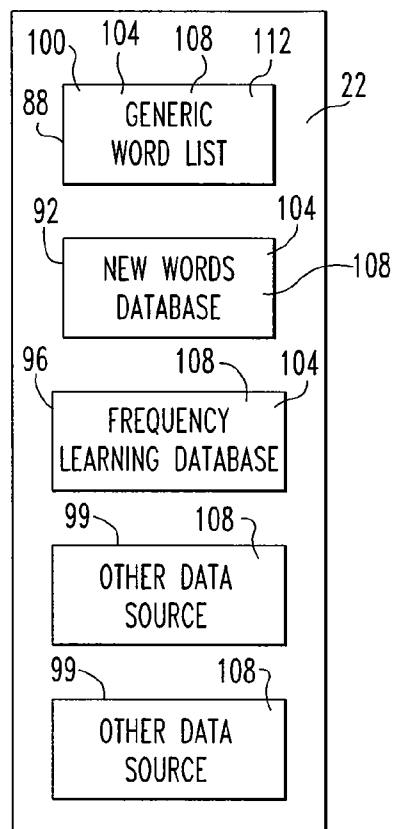 100 104 108 112
88 GENERIC
WORD LIST
22
92 104
NEW WORDS
DATABASE
108
96 108 104
FREQUENCY
LEARNING DATABASE
99 108
OTHER DATA
SOURCE
99 108
OTHER DATA
SOURCE